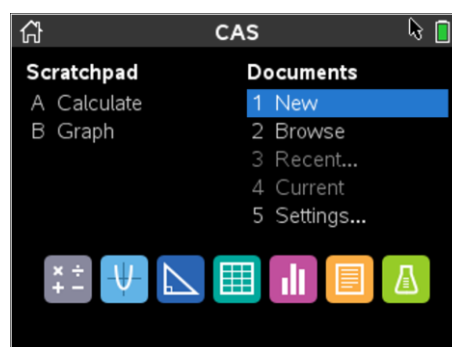 CAS
Scratchpad
A Calculate
B Graph
Documents
1 New
2 Browse
3 Recent...
4 Current
5 Settings...